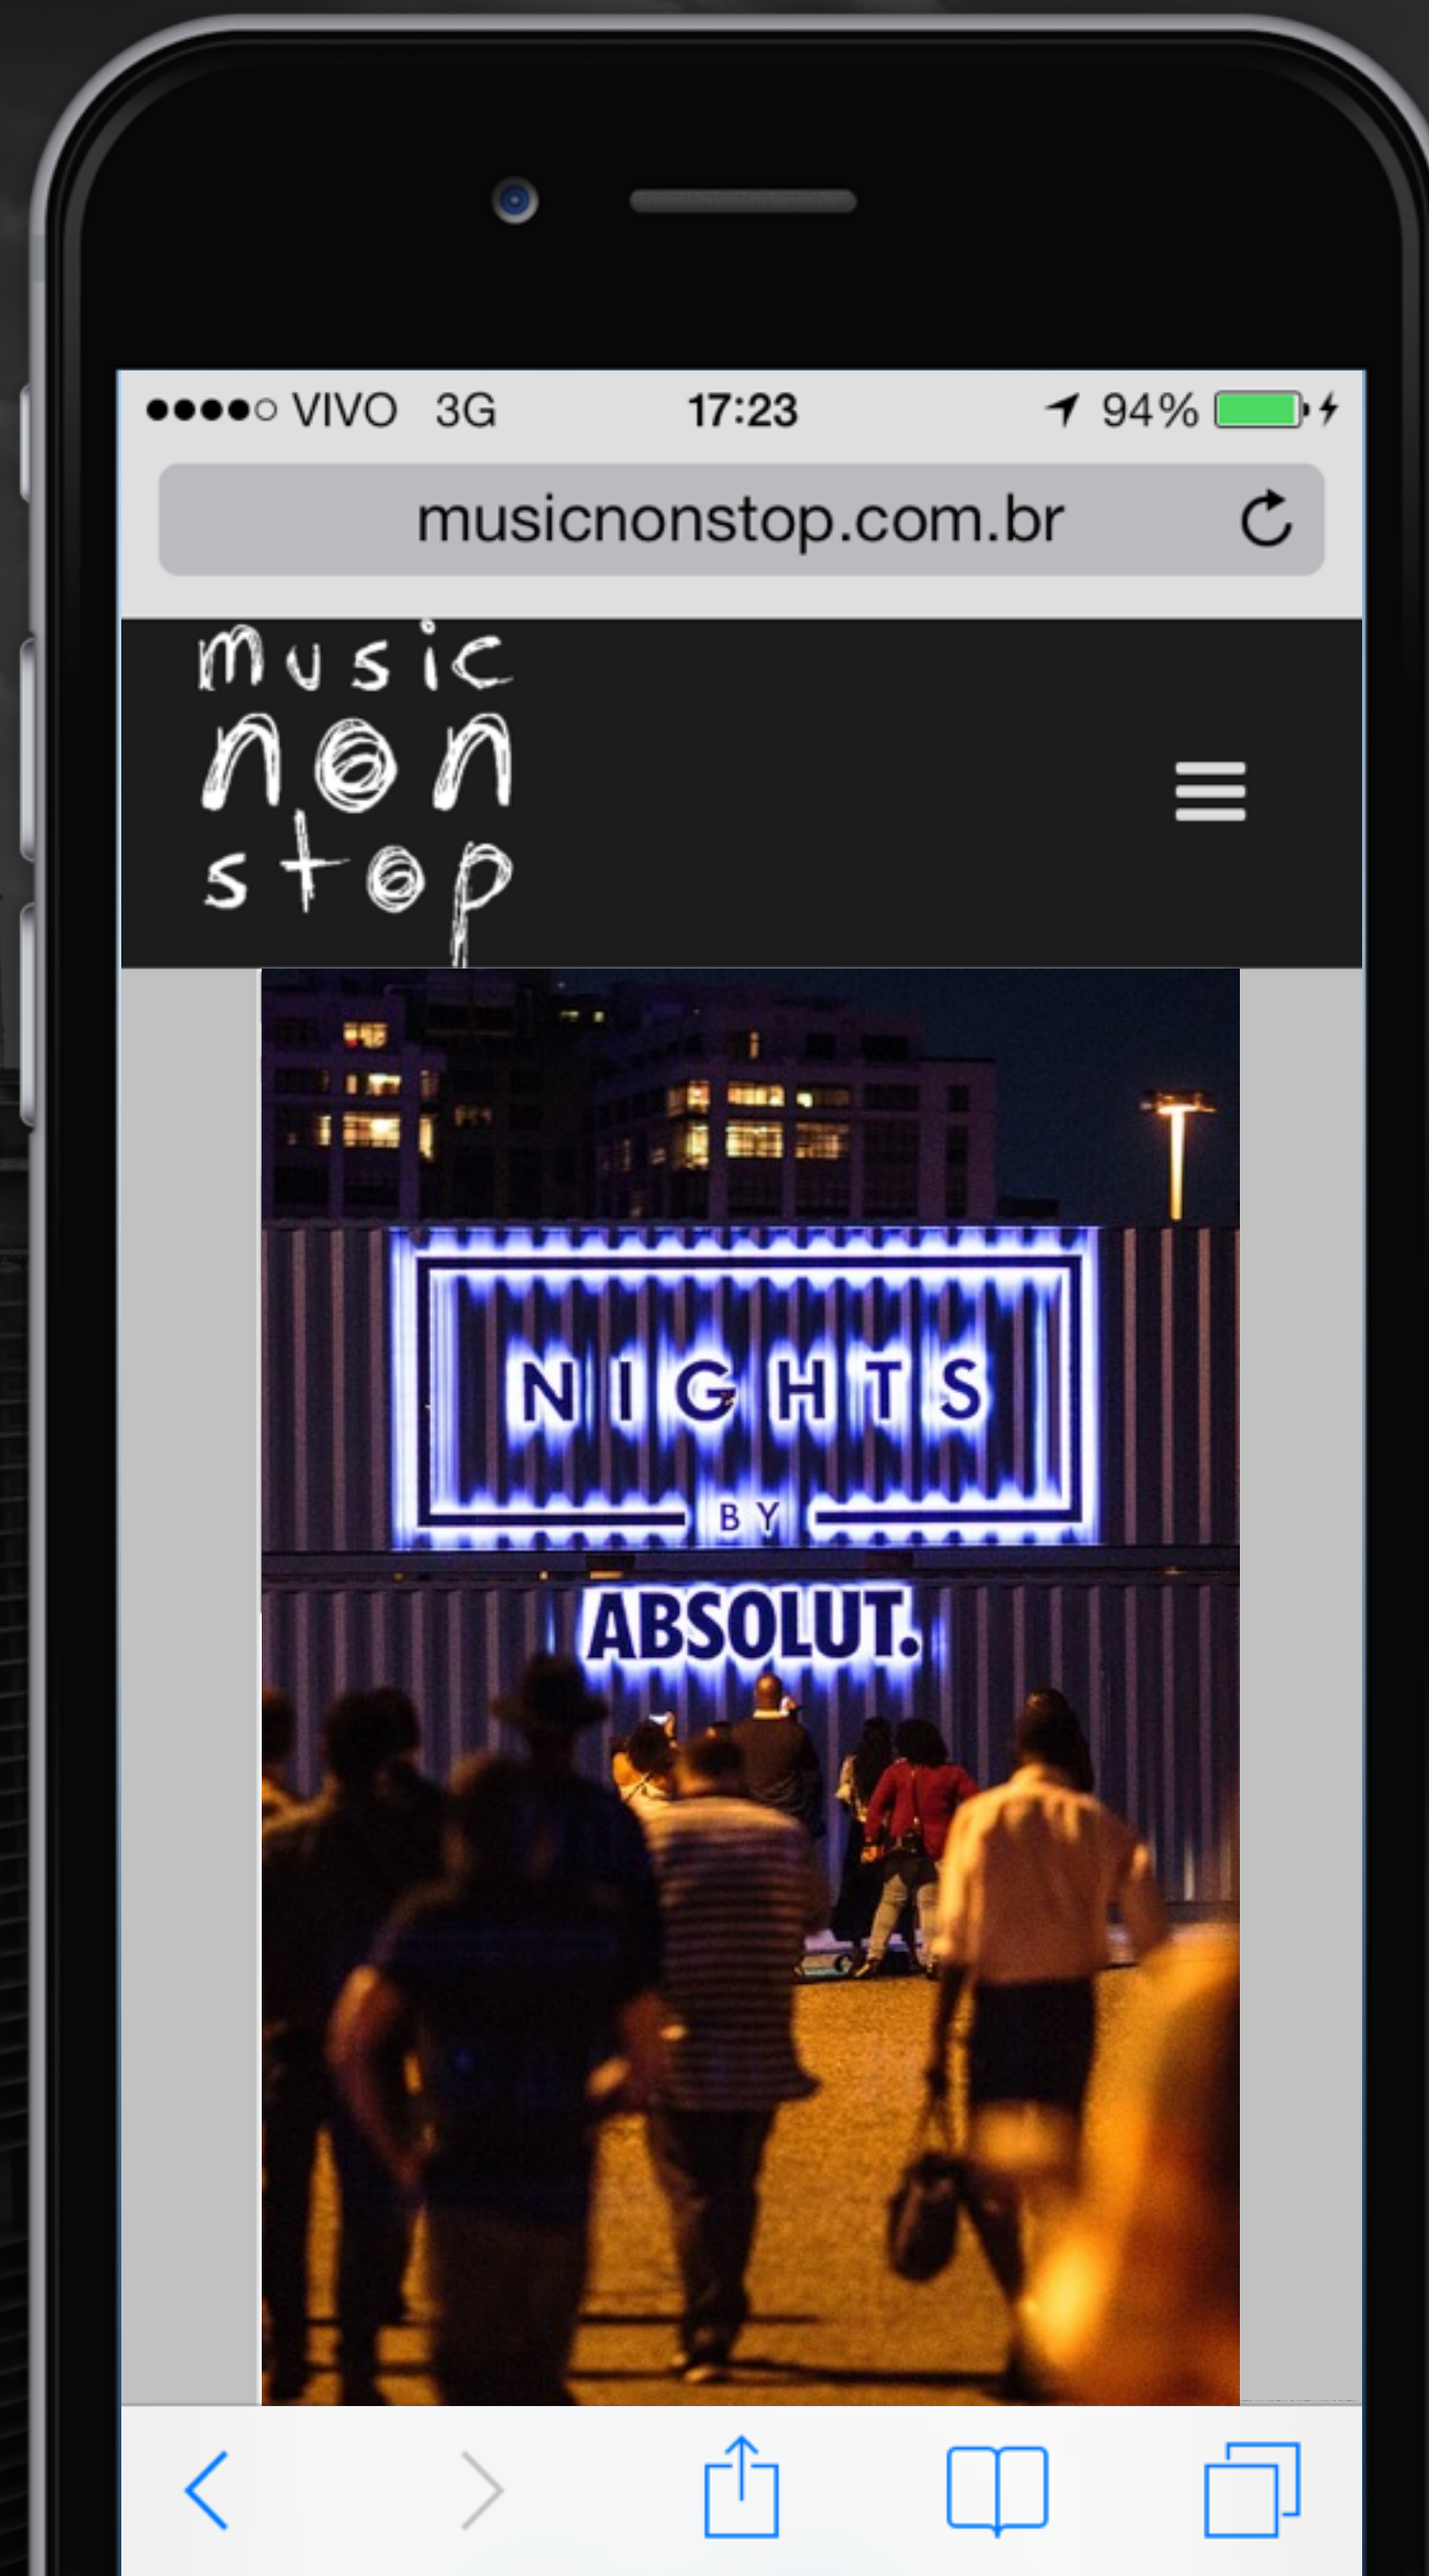 VIVO 3G 17:23 94%
musicnonstop.com.br
music
non
stop
NIGHTS
BY
ABSOLUT.